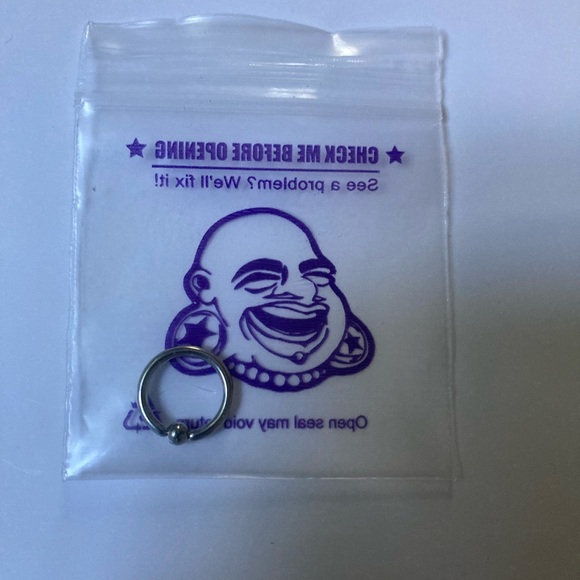 ★ CHECK ME BEFORE OPENING ★
See a problem? We'll fix it!
Open seal may void